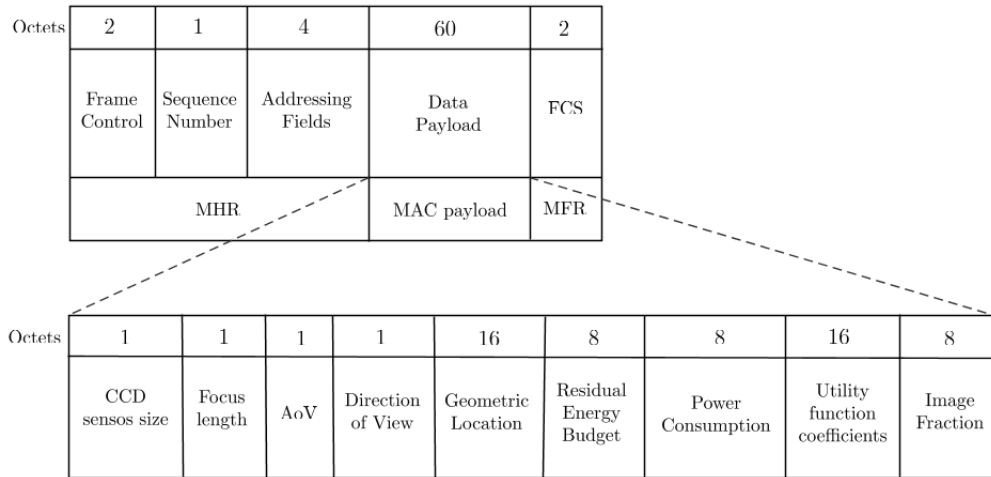 Octets 2 1 4 60 2
Frame Sequence Addressing Data FCS
Control Number Fields Payload
MHR MAC payload MFR
Octets 1 1 1 1 16 8 8 16 8
CCD Focus AoV Direction Geometric Residual Power Utility Image
sensos size length of View Location Energy Consumption function Fraction
Budget coefficients